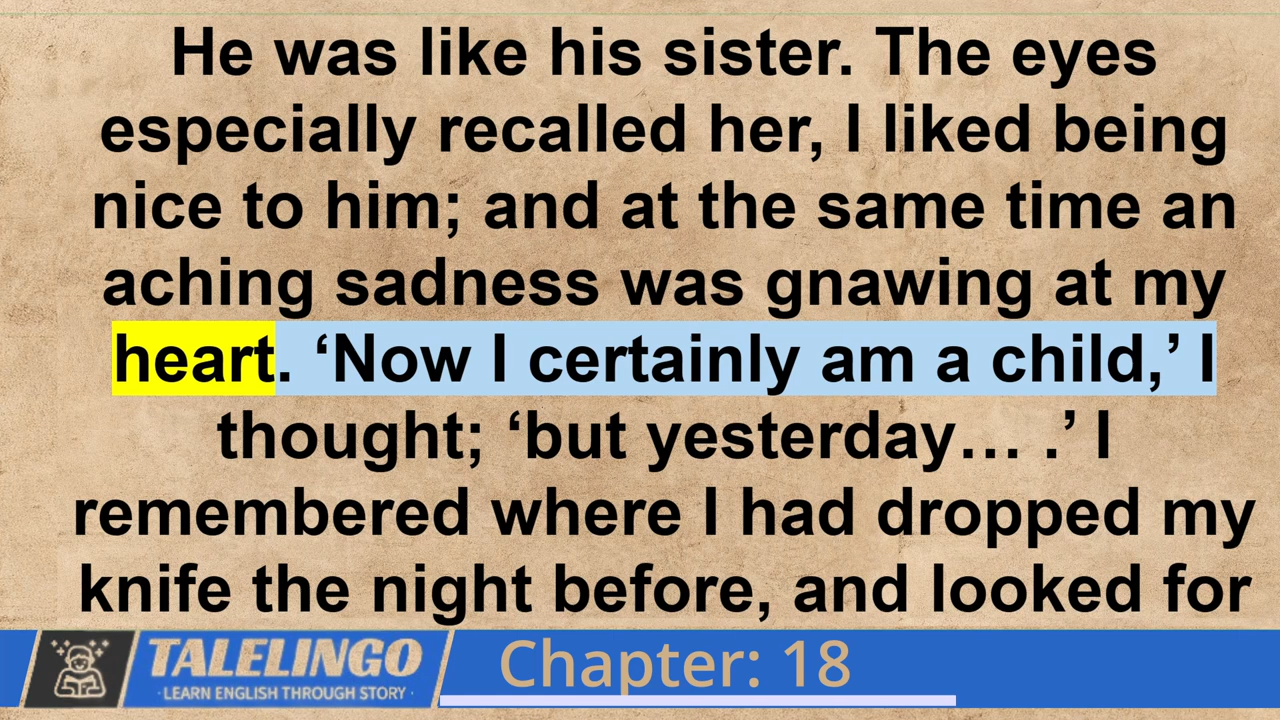 He was like his sister. The eyes
especially recalled her, I liked being
nice to him; and at the same time an
aching sadness was gnawing at my
heart. ‘Now I certainly am a child,’ I
thought; ‘but yesterday… .’ I
remembered where I had dropped my
knife the night before, and looked for
TALELINGO
· LEARN ENGLISH THROUGH STORY ·
Chapter: 18